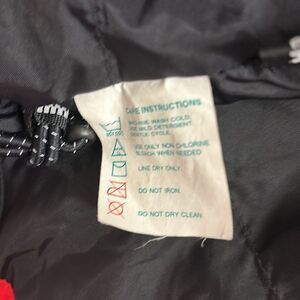 CARE INSTRUCTIONS
MACHINE WASH COLD.
USE MILD DETERGENT.
GENTLE CYCLE.
USE ONLY NON CHLORINE
BLEACH WHEN NEEDED
LINE DRY ONLY.
DO NOT IRON.
DO NOT DRY CLEAN.